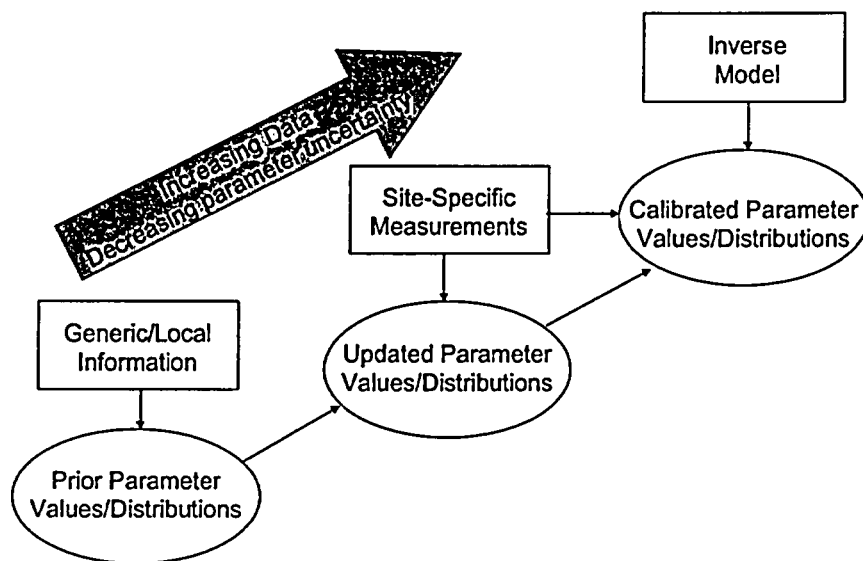 Inverse
Model
Increasing Data
Decreasing parameter uncertainty
Site-Specific
Measurements
Calibrated Parameter
Values/Distributions
Generic/Local
Information
Updated Parameter
Values/Distributions
Prior Parameter
Values/Distributions